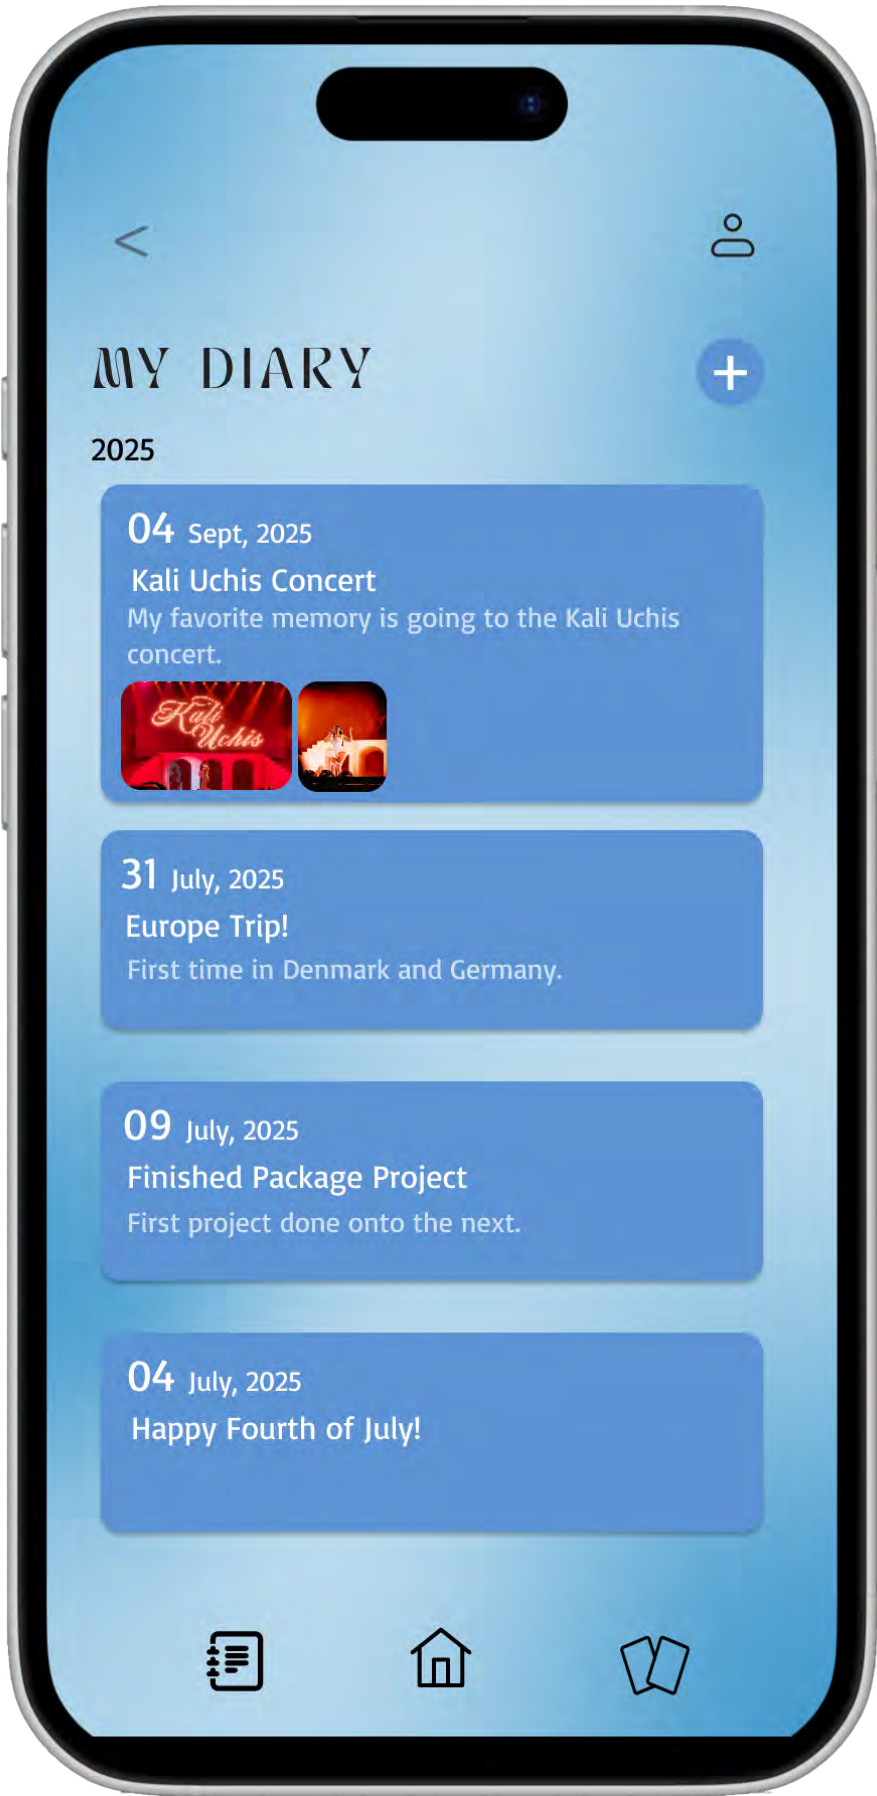 <
MY DIARY
+
2025
04 Sept, 2025
Kali Uchis Concert
My favorite memory is going to the Kali Uchis
concert.
Kali
Uchis
31 July, 2025
Europe Trip!
First time in Denmark and Germany.
09 July, 2025
Finished Package Project
First project done onto the next.
04 July, 2025
Happy Fourth of July!